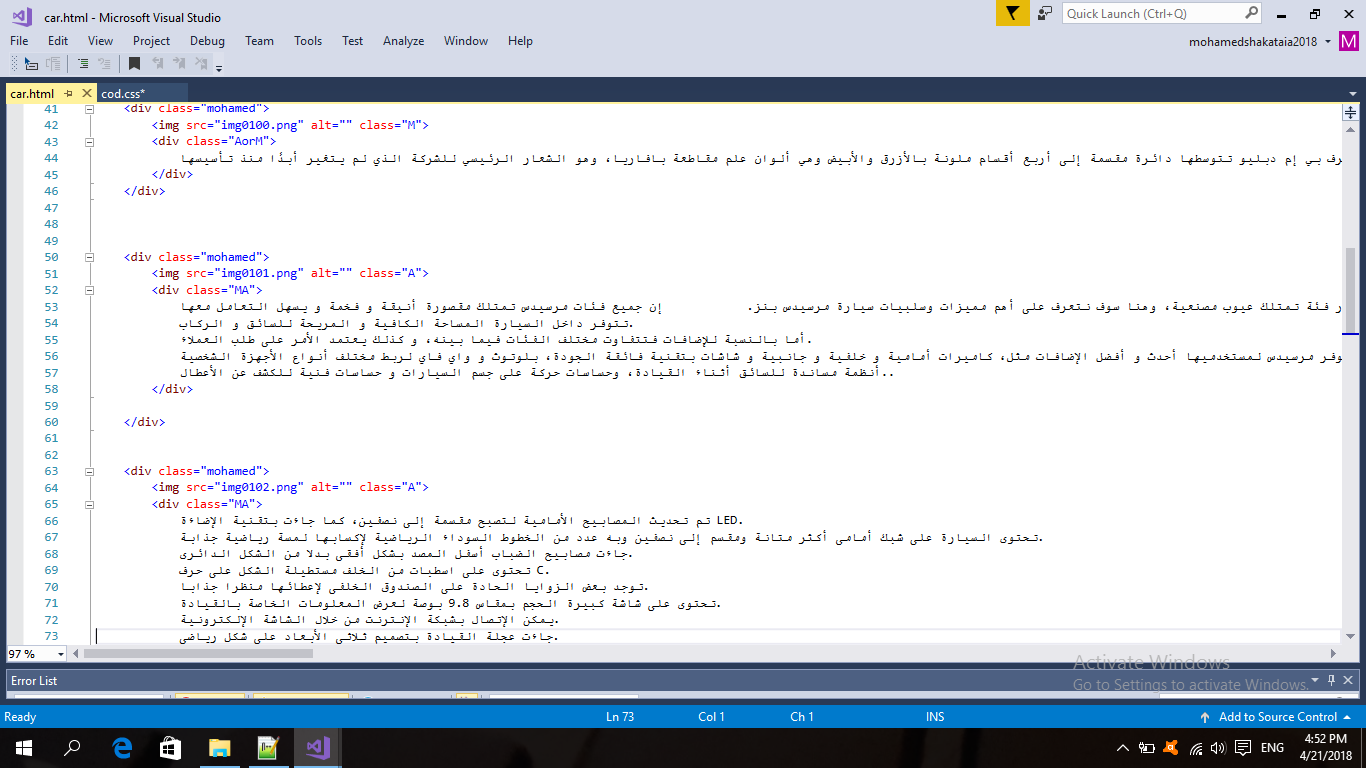 car.html - Microsoft Visual Studio
Quick Launch (Ctrl+Q)
File Edit View Project Debug Team Tools Test Analyze Window Help
mohamedshakataia2018 M
car.html cod.css*
41 <div class="mohamed">
42 <img src="img0100.png" alt="" class="M">
43 <div class="AorM">
44 رف بي إم دبليو تتوسطها دائرة مقسمة إلى أربع أقسام ملونة بالأزرق والأبيض وهي ألوان علم مقاطعة بافاريا، وهو الشعار الرئيسي للشركة الذي لم يتغير أبدًا منذ تأسيسها
45 </div>
46 </div>
47
48
49
50 <div class="mohamed">
51 <img src="img0101.png" alt="" class="A">
52 <div class="MA">
53 ر فئة تمتلك عيوب مصنعية، وهنا سوف نتعرف على أهم مميزات وسلبيات سيارة مرسيدس بنز. إن جميع فئات مرسيدس تمتلك مقصورة أنيقة و فخمة و يسهل التعامل معها
54 تتوفر داخل السيارة المساحة الكافية و المريحة للسائق و الركاب.
55 أما بالنسبة للإضافات فتتفاوت مختلف الفئات فيما بينه، و كذلك يعتمد الأمر على طلب العملاء.
56 وفر مرسيدس لمستخدميها أحدث و أفضل الإضافات مثل، كاميرات أمامية و خلفية و جانبية و شاشات بتقنية فائقة الجودة، بلوتوث و واي فاي لربط مختلف أنواع الأجهزة الشخصية
57 أنظمة مساندة للسائق أثناء القيادة، وحساسات حركة على جسم السيارات و حساسات فنية للكشف عن الأعطال..
58 </div>
59
60 </div>
61
62
63 <div class="mohamed">
64 <img src="img0102.png" alt="" class="A">
65 <div class="MA">
66 تم تحديث المصابيح الأمامية لتصبح مقسمة إلى نصفين، كما جاءت بتقنية الإضاءة LED.
67 تحتوى السيارة على شبك أمامى أكثر متانة ومقسم إلى نصفين وبه عدد من الخطوط السوداء الرياضية لإكسابها لمسة رياضية جذابة.
68 جاءت مصابيح الضباب أسفل المصد بشكل أفقى بدلا من الشكل الدائرى.
69 تحتوى على اسطبات من الخلف مستطيلة الشكل على حرف C.
70 توجد بعض الزوايا الحادة على الصندوق الخلفى لإعطائها منظرا جذابا.
71 تحتوى على شاشة كبيرة الحجم بمقاس 9.8 بوصة لعرض المعلومات الخاصة بالقيادة.
72 يمكن الإتصال بشبكة الإنترنت من خلال الشاشة الإلكترونية.
73 جاءت عجلة القيادة بتصميم ثلاثى الأبعاد على شكل رياضى.
97 %
Activate Windows
Go to Settings to activate Windows.
Error List
Ready Ln 73 Col 1 Ch 1 INS Add to Source Control
ENG 4:52 PM
4/21/2018